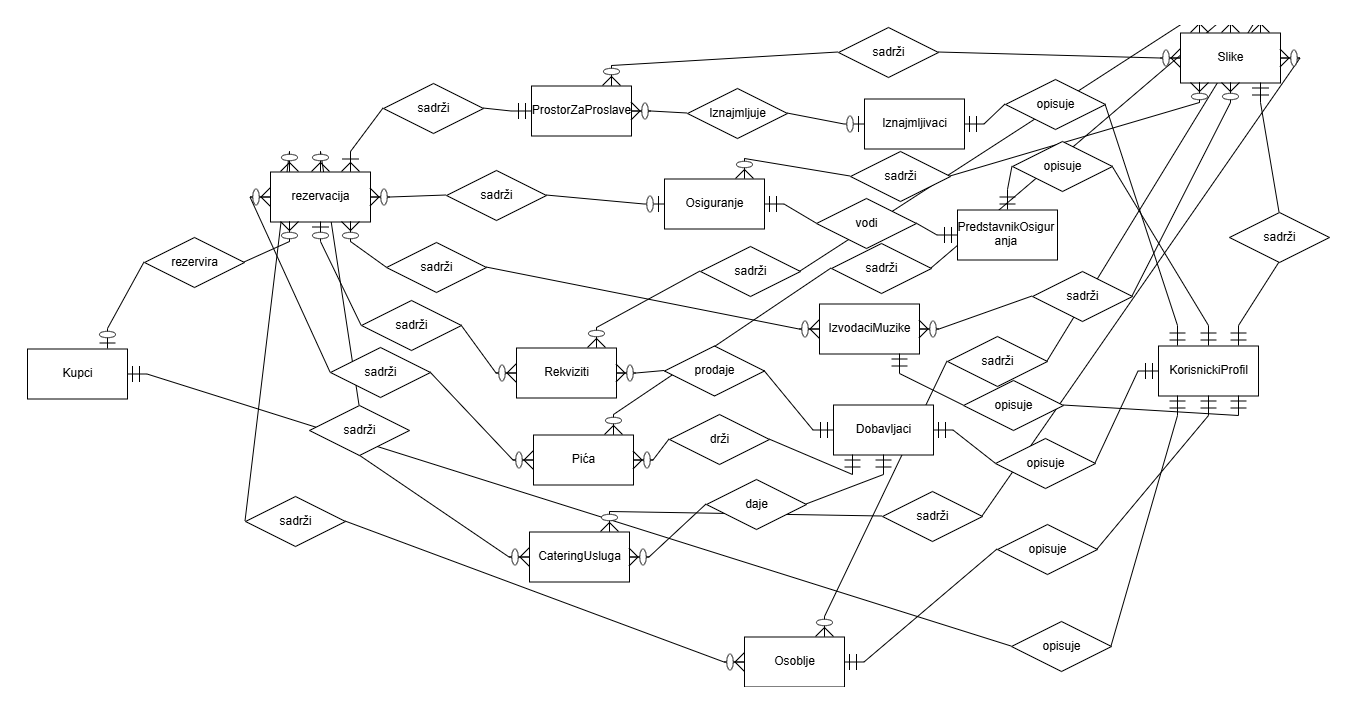 sadrži
Slike
sadrži
ProstorZaProslave
Iznajmljuje
Iznajmljivaci
opisuje
rezervacija
sadrži
Osiguranje
sadrži
opisuje
vodi
PredstavnikOsigur
anja
sadrži
rezervira
sadrži
sadrži
sadrži
sadrži
IzvodaciMuzike
sadrži
Kupci
sadrži
Rekviziti
prodaje
sadrži
KorisnickiProfil
opisuje
sadrži
Pića
drži
Dobavljaci
opisuje
sadrži
CateringUsluga
daje
sadrži
opisuje
Osoblje
opisuje